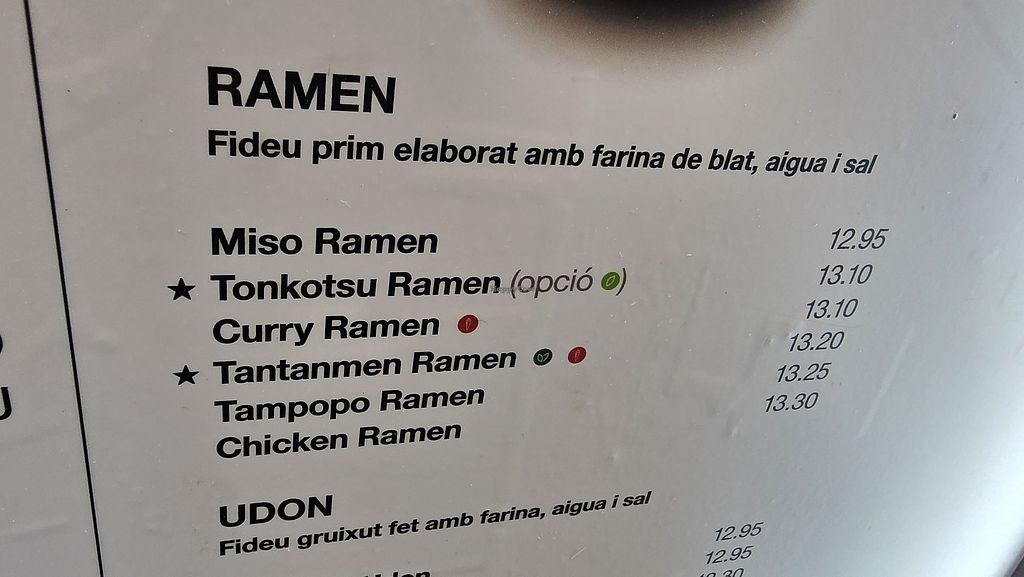 RAMEN
Fideu prim elaborat amb farina de blat, aigua i sal
Miso Ramen 12.95
★ Tonkotsu Ramen (opció ) 13.10
Curry Ramen 13.10
★ Tantanmen Ramen 13.20
Tampopo Ramen 13.25
Chicken Ramen 13.30
UDON
Fideu gruixut fet amb farina, aigua i sal
12.95
12.95